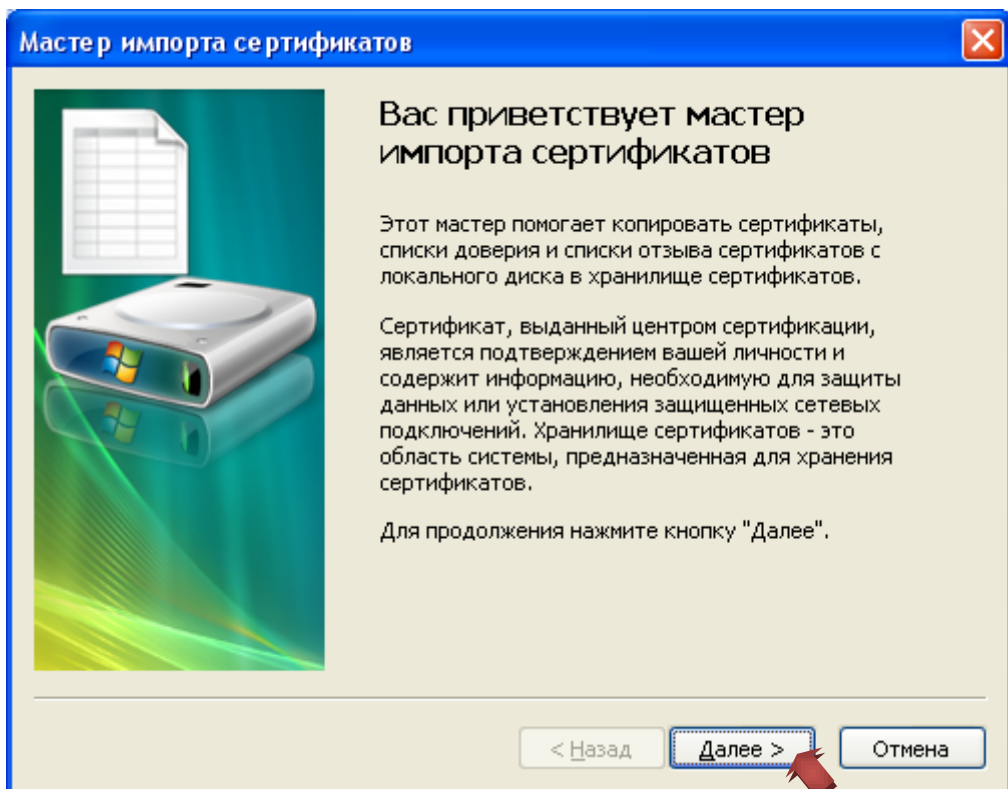 Мастер импорта сертификатов
Вас приветствует мастер
импорта сертификатов
Этот мастер помогает копировать сертификаты,
списки доверия и списки отзыва сертификатов с
локального диска в хранилище сертификатов.
Сертификат, выданный центром сертификации,
является подтверждением вашей личности и
содержит информацию, необходимую для защиты
данных или установления защищенных сетевых
подключений. Хранилище сертификатов - это
область системы, предназначенная для хранения
сертификатов.
Для продолжения нажмите кнопку "Далее".
< Назад Далее > Отмена